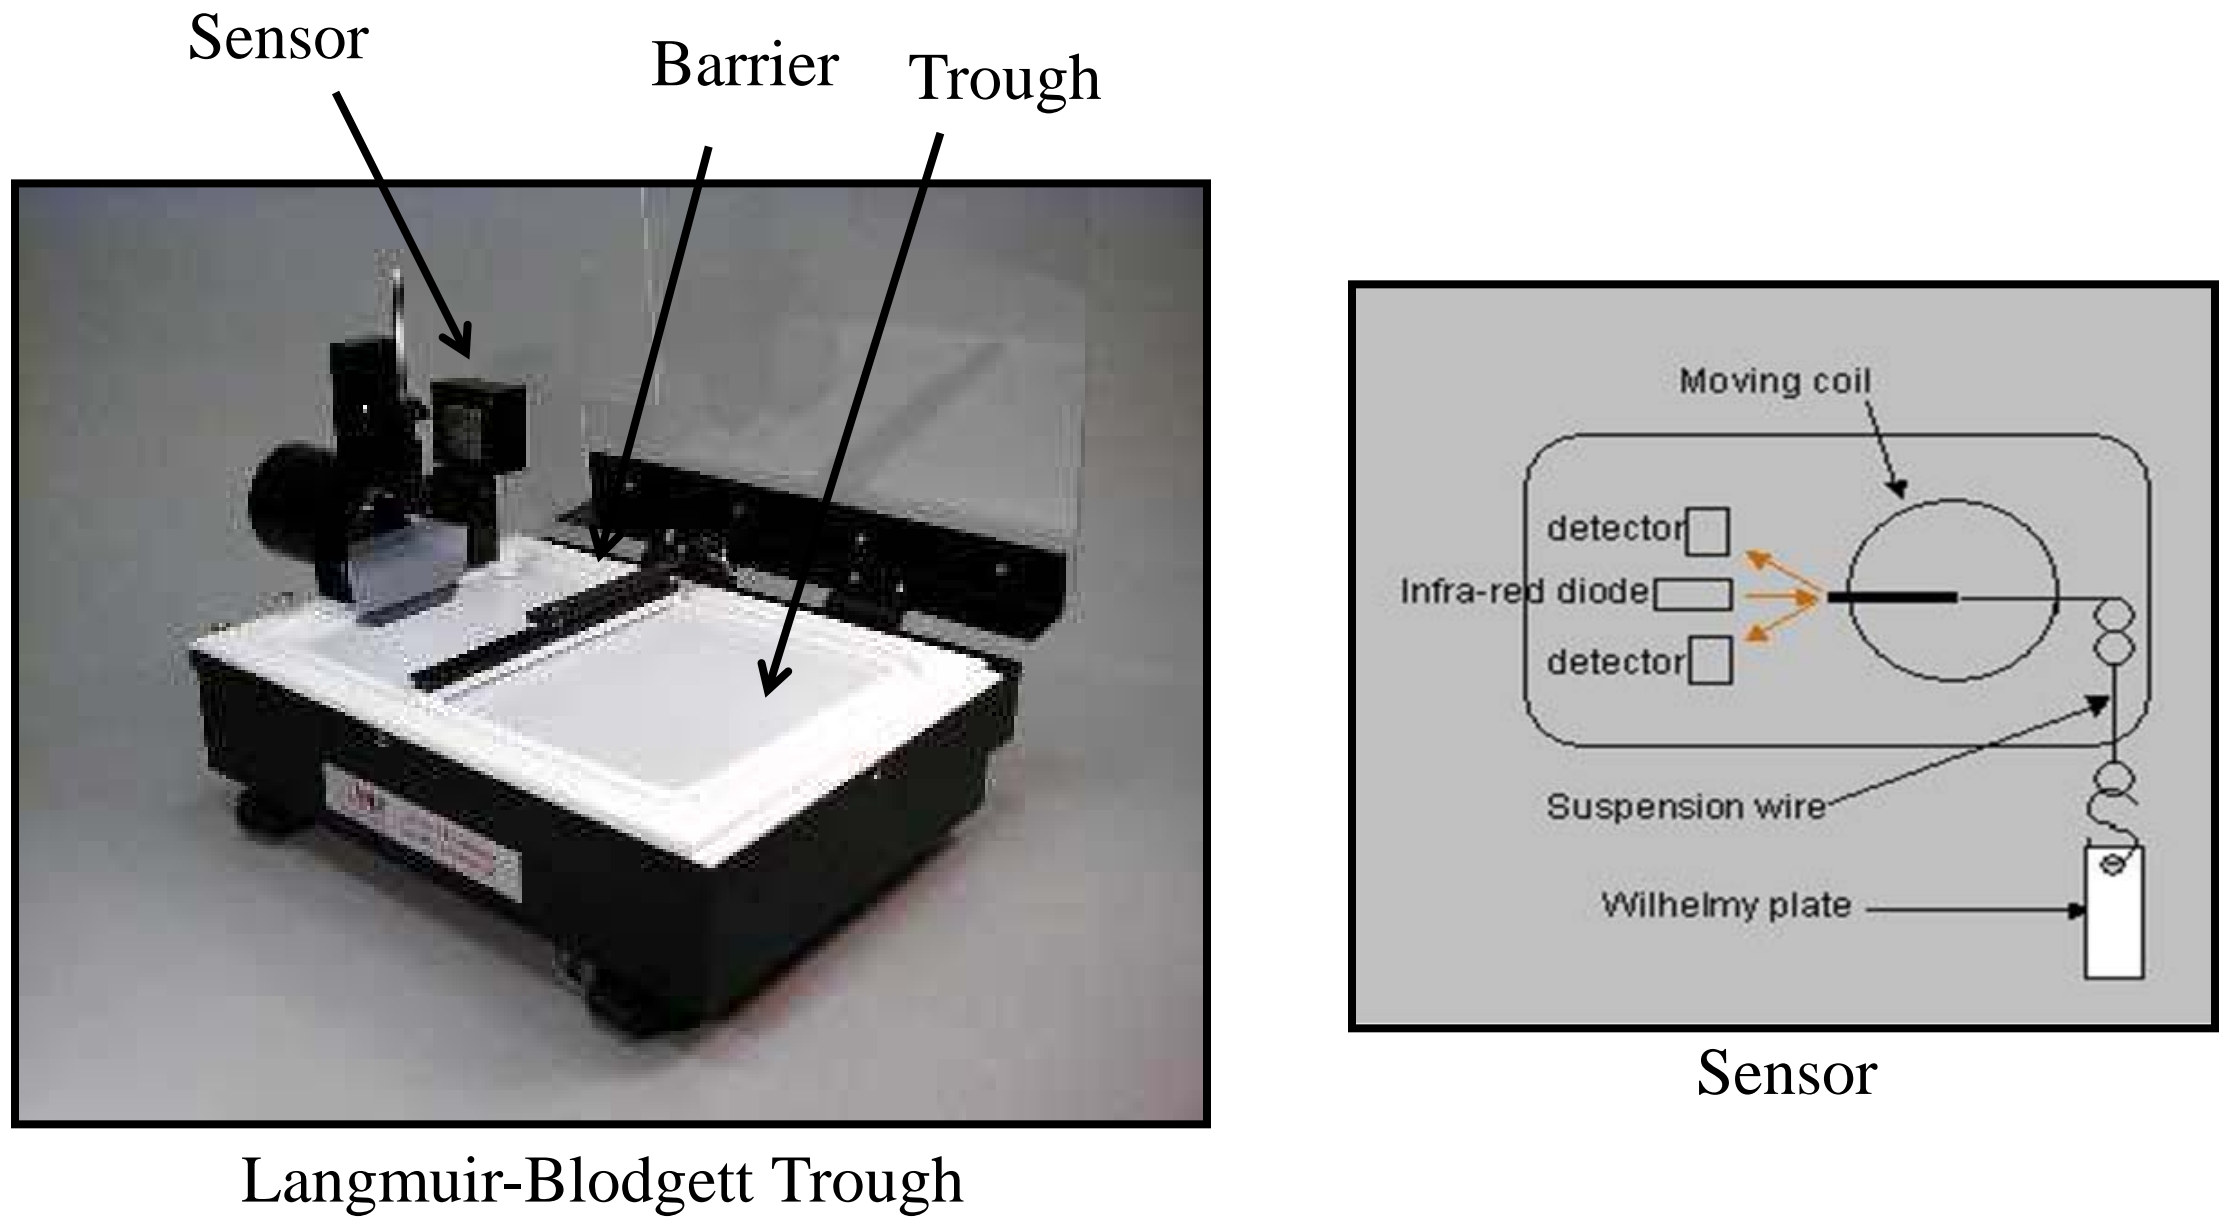 Sensor
Barrier
Trough
Langmuir-Blodgett Trough
Moving coil
detector
Infra-red diode
detector
Suspension wire
Wilhelmy plate
Sensor